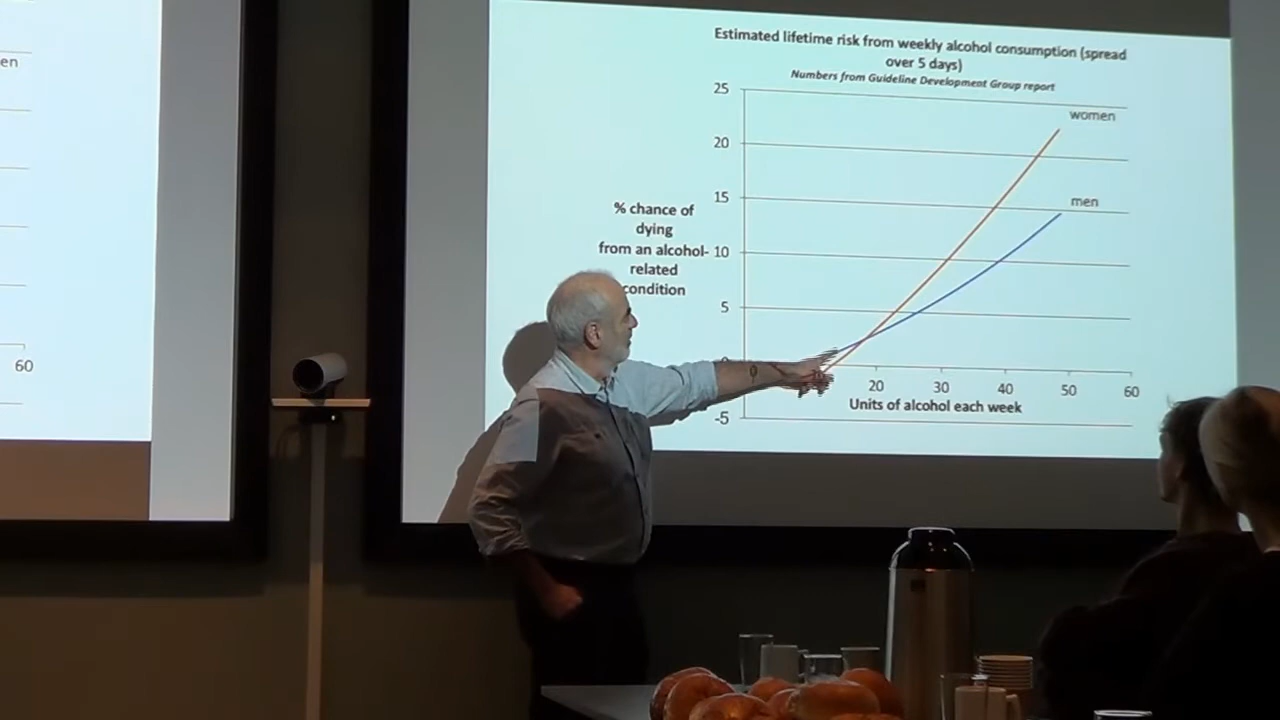 en
60
Estimated lifetime risk from weekly alcohol consumption (spread
over 5 days)
Numbers from Guideline Development Group report
25
women
20
15
men
% chance of
dying
from an alcohol-
related
condition
10
5
0
20
30
40
50
60
Units of alcohol each week
-5